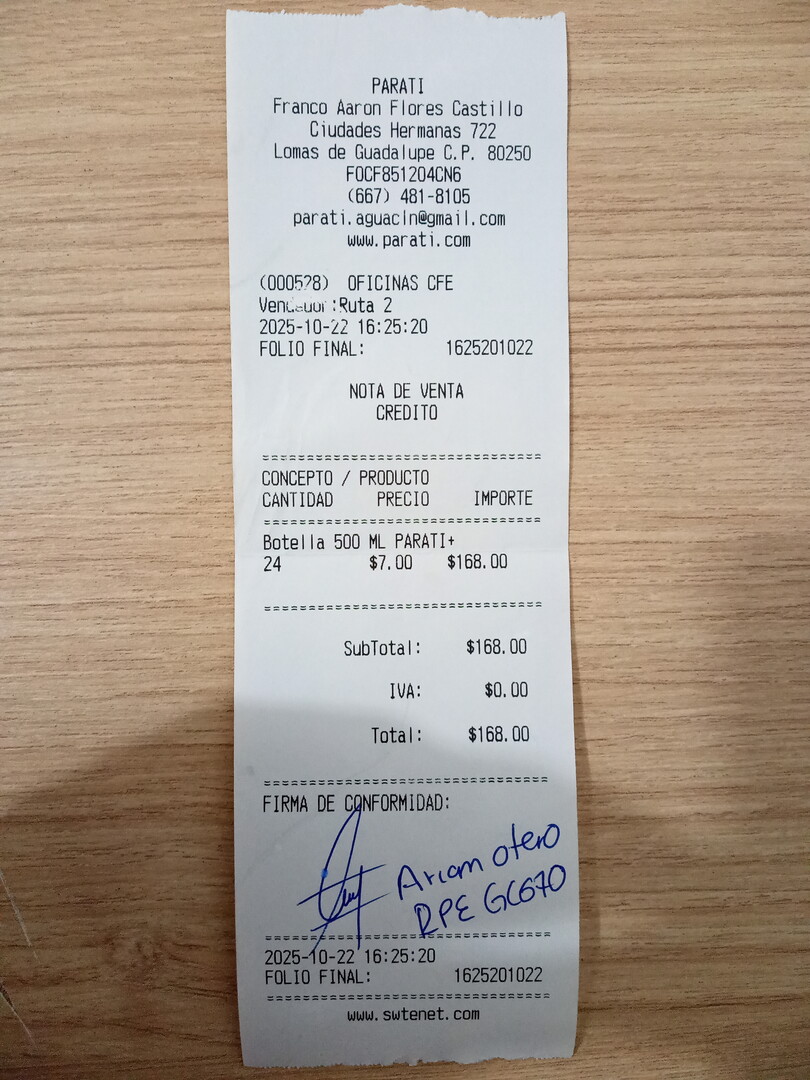 PARATI
Franco Aaron Flores Castillo
Ciudades Hermanas 722
Lomas de Guadalupe C.P. 80250
FOCF851204CN6
(667) 481-8105
parati.aguacln@gmail.com
www.parati.com
(000528) OFICINAS CFE
Vendedor:Ruta 2
2025-10-22 16:25:20
FOLIO FINAL: 1625201022
NOTA DE VENTA
CREDITO
CONCEPTO / PRODUCTO
CANTIDAD PRECIO IMPORTE
Botella 500 ML PARATI+
24 $7.00 $168.00
SubTotal: $168.00
IVA: $0.00
Total: $168.00
FIRMA DE CONFORMIDAD:
Ariam otero
RPE GC670
2025-10-22 16:25:20
FOLIO FINAL: 1625201022
www.swtenet.com